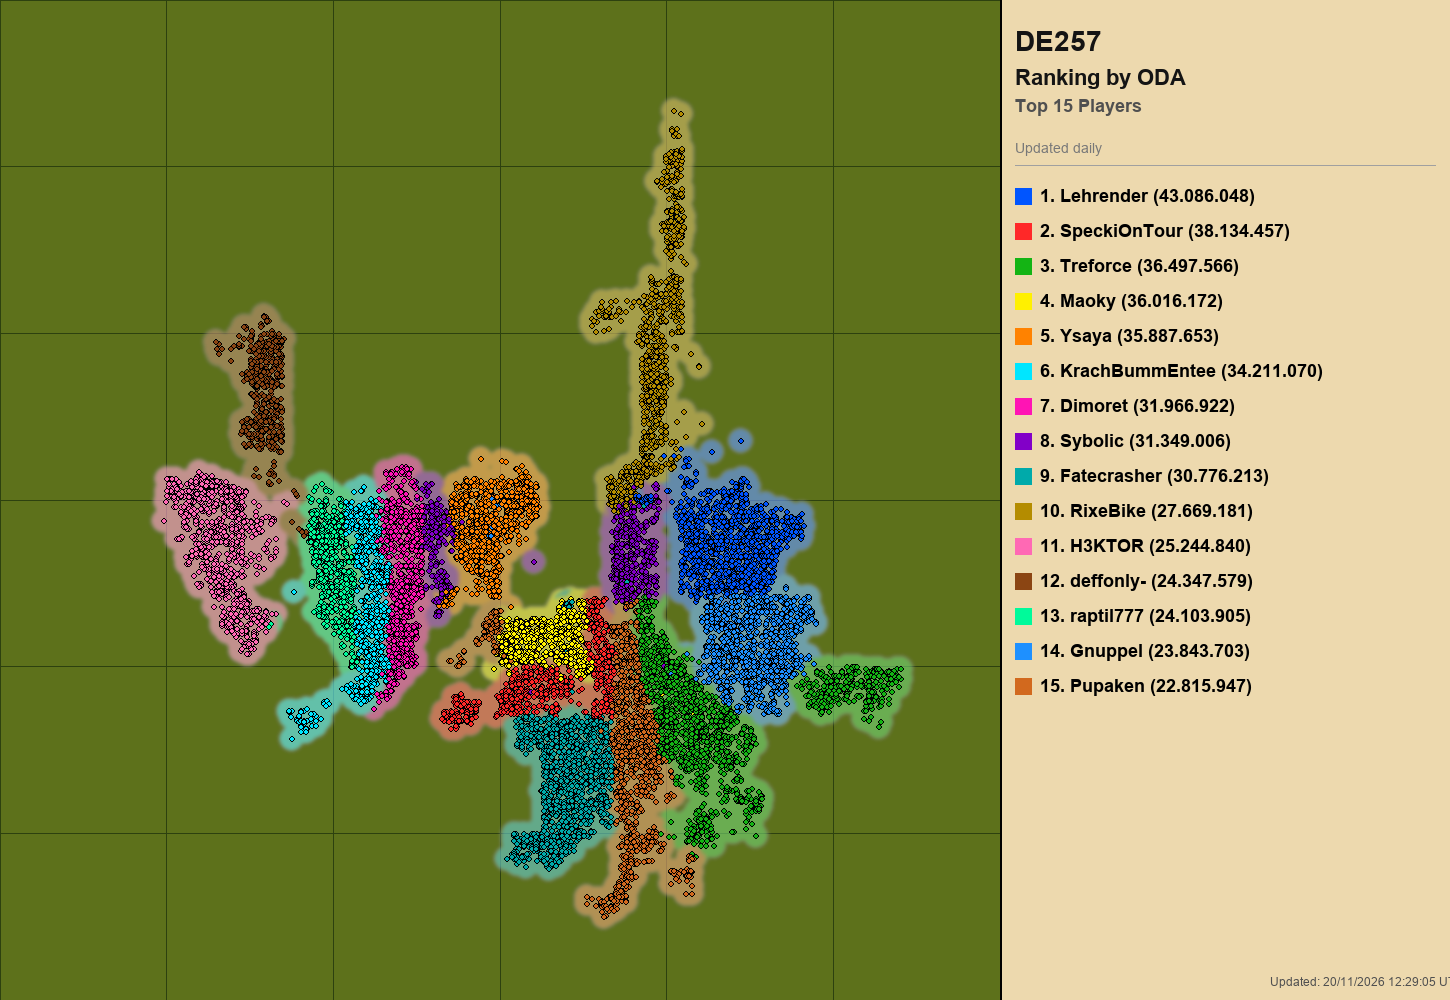 DE257
Ranking by ODA
Top 15 Players
Updated daily
1. Lehrender (43.086.048)
2. SpeckiOnTour (38.134.457)
3. Treforce (36.497.566)
4. Maoky (36.016.172)
5. Ysaya (35.887.653)
6. KrachBummEntee (34.211.070)
7. Dimoret (31.966.922)
8. Sybolic (31.349.006)
9. Fatecrasher (30.776.213)
10. RixeBike (27.669.181)
11. H3KTOR (25.244.840)
12. deffonly- (24.347.579)
13. raptil777 (24.103.905)
14. Gnuppel (23.843.703)
15. Pupaken (22.815.947)
Updated: 20/11/2026 12:29:05